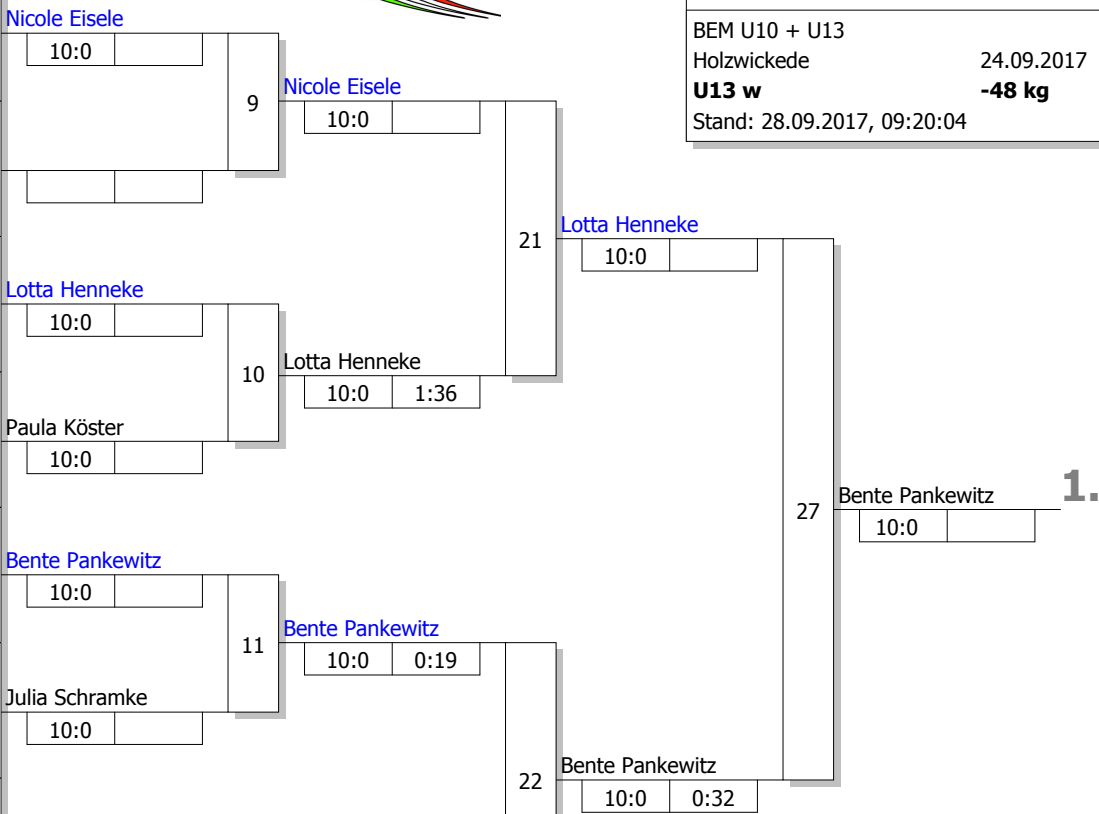 BEM U10 + U13
Holzwickede 24.09.2017
U13 w -48 kg
Stand: 28.09.2017, 09:20:04
Nicole Eisele
10:0
9
Nicole Eisele
10:0
21
Lotta Henneke
10:0
Lotta Henneke
10:0
10
Lotta Henneke
10:0 1:36
Paula Köster
10:0
27
Bente Pankewitz 1.
10:0
Bente Pankewitz
10:0
11
Bente Pankewitz
10:0 0:19
Julia Schramke
10:0
22
Bente Pankewitz
10:0 0:32